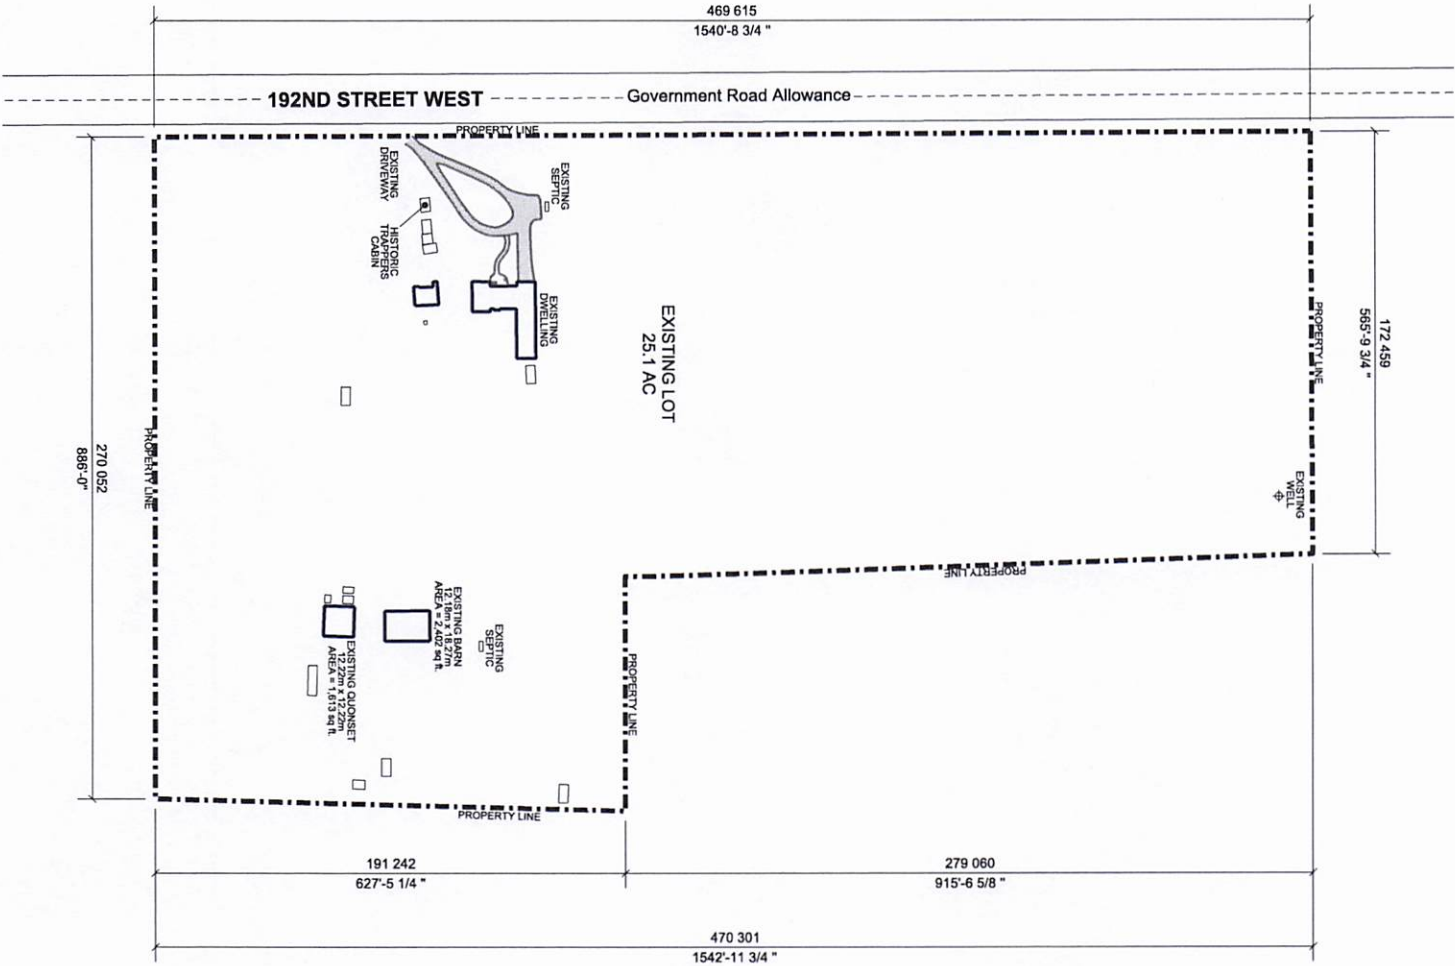 469 615
1540'-8 3/4 "
192ND STREET WEST
Government Road Allowance
PROPERTY LINE
EXISTING
DRIVEWAY
EXISTING
SEPTIC
HISTORIC
TRAPPERS
CABIN
EXISTING
DWELLING
EXISTING LOT
25.1 AC
PROPERTY LINE
172 459
565'-9 3/4 "
270 052
886'-0"
PROPERTY LINE
EXISTING
WELL
PROPERTY LINE
EXISTING BARN
12.18m x 18.27m
AREA = 2,402 sq ft.
EXISTING
SEPTIC
PROPERTY LINE
EXISTING QUONSET
12.22m x 12.22m
AREA = 1,613 sq ft.
PROPERTY LINE
191 242
627'-5 1/4 "
279 060
915'-6 5/8 "
470 301
1542'-11 3/4 "